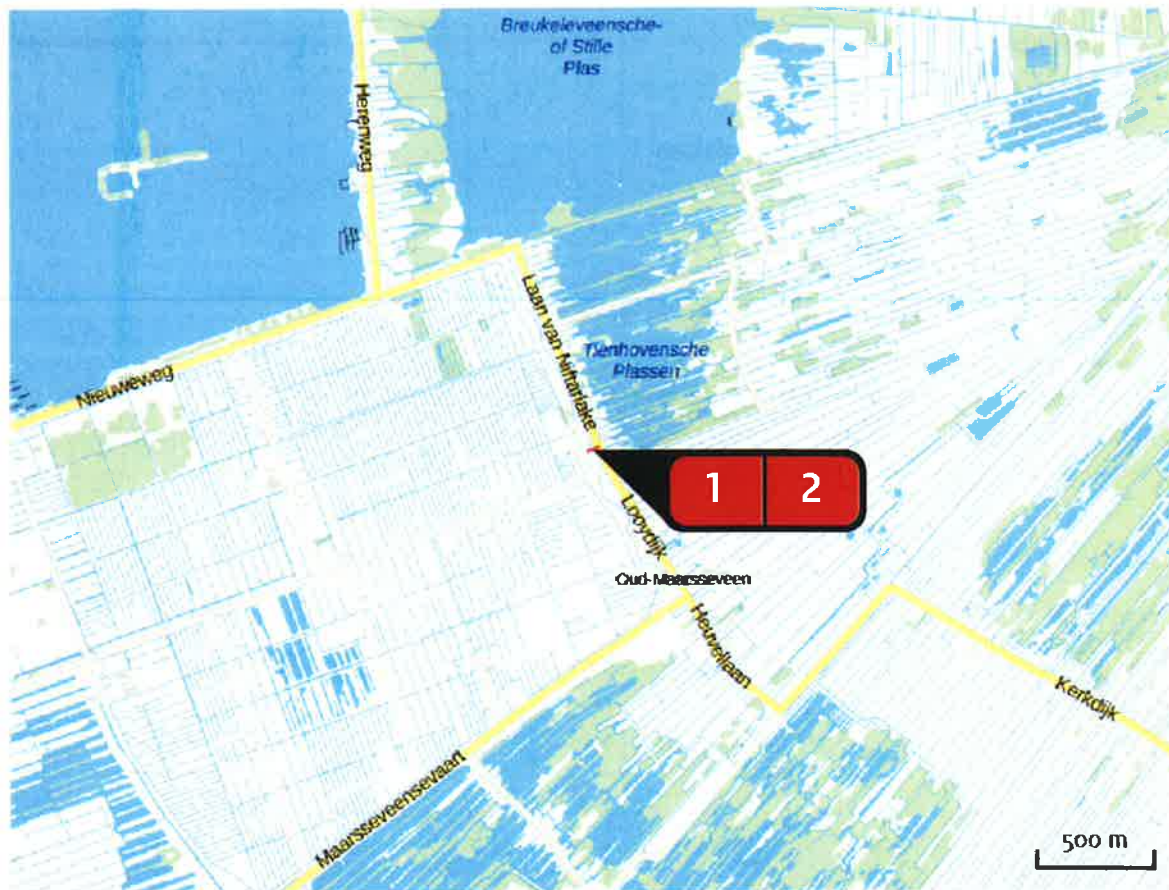 Breukeleveensche-
of Stille
Plas
Herenweg
Laan van Niftarlake
Tienhovensche
Plassen
Nieuweweg
1
2
Looydijk
Oud-Maarsseveen
Heuvellaan
Kerkdijk
Maarsseveensevaart
500 m